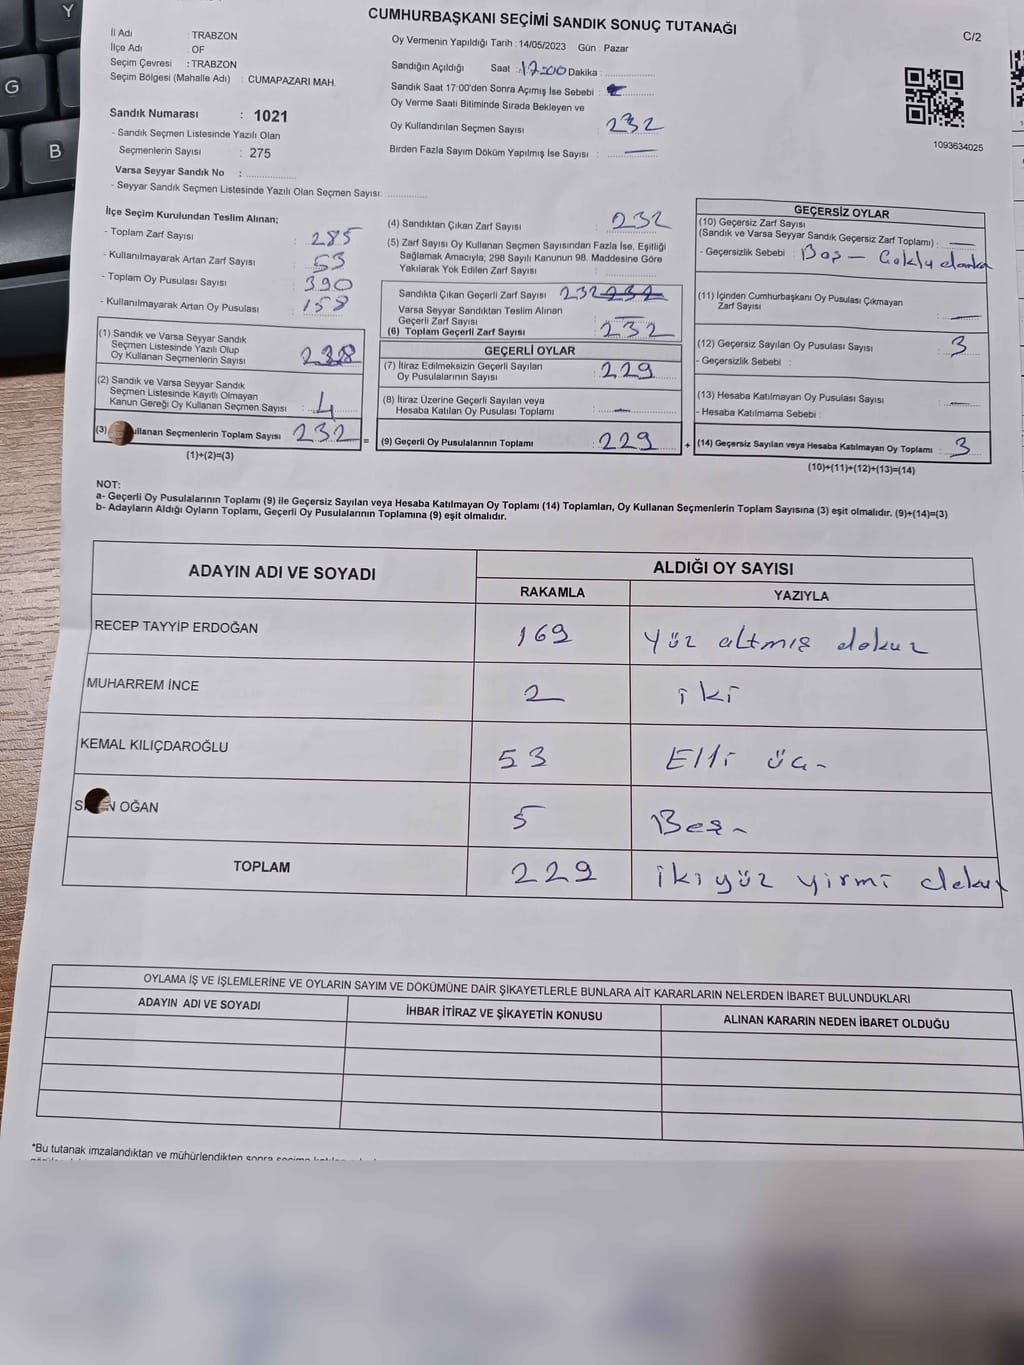 CUMHURBAŞKANI SEÇİMİ SANDIK SONUÇ TUTANAĞI
C/2
İl Adı : TRABZON
İlçe Adı : OF
Seçim Çevresi : TRABZON
Seçim Bölgesi (Mahalle Adı) : CUMAPAZARI MAH.
Sandık Numarası : 1021
- Sandık Seçmen Listesinde Yazılı Olan
Seçmenlerin Sayısı : 275
Varsa Seyyar Sandık No :
- Seyyar Sandık Seçmen Listesinde Yazılı Olan Seçmen Sayısı:
Oy Vermenin Yapıldığı Tarih : 14/05/2023 Gün : Pazar
Sandığın Açıldığı Saat : 17:00 Dakika :
Sandık Saat 17:00'den Sonra Açmış İse Sebebi :
Oy Verme Saati Bitiminde Sırada Bekleyen ve
Oy Kullandırılan Seçmen Sayısı : 232
Birden Fazla Sayım Döküm Yapılmış İse Sayısı : —
1093634025
İlçe Seçim Kurulundan Teslim Alınan;
- Toplam Zarf Sayısı : 285
- Kullanılmayarak Artan Zarf Sayısı : 53
- Toplam Oy Pusulası Sayısı : 390
- Kullanılmayarak Artan Oy Pusulası : 158
(1) Sandık ve Varsa Seyyar Sandık
Seçmen Listesinde Yazılı Olup
Oy Kullanan Seçmenlerin Sayısı :
(2) Sandık ve Varsa Seyyar Sandık
Seçmen Listesinde Kayıtlı Olmayan
Kanun Gereği Oy Kullanan Seçmen Sayısı : 4
(3) llanan Seçmenlerin Toplam Sayısı 232 =
(1)+(2)=(3)
(4) Sandıktan Çıkan Zarf Sayısı : 232
(5) Zarf Sayısı Oy Kullanan Seçmen Sayısından Fazla İse, Eşitliği
Sağlamak Amacıyla; 298 Sayılı Kanunun 98. Maddesine Göre
Yakılarak Yok Edilen Zarf Sayısı :
Sandıkta Çıkan Geçerli Zarf Sayısı 232 232
Varsa Seyyar Sandıktan Teslim Alınan
Geçerli Zarf Sayısı : —
(6) Toplam Geçerli Zarf Sayısı : 232
GEÇERLİ OYLAR
(7) İtiraz Edilmeksizin Geçerli Sayılan
Oy Pusulalarının Sayısı : 229
(8) İtiraz Üzerine Geçerli Sayılan veya
Hesaba Katılan Oy Pusulası Toplamı : —
(9) Geçerli Oy Pusulalarının Toplamı : 229 +
GEÇERSİZ OYLAR
(10) Geçersiz Zarf Sayısı
(Sandık ve Varsa Seyyar Sandık Geçersiz Zarf Toplamı) : —
- Geçersizlik Sebebi : Boş —
(11) İçinden Cumhurbaşkanı Oy Pusulası Çıkmayan
Zarf Sayısı : —
(12) Geçersiz Sayılan Oy Pusulası Sayısı : 3
- Geçersizlik Sebebi :
(13) Hesaba Katılmayan Oy Pusulası Sayısı : —
- Hesaba Katılmama Sebebi :
(14) Geçersiz Sayılan veya Hesaba Katılmayan Oy Toplamı : 3
(10)+(11)+(12)+(13)=(14)
NOT:
a- Geçerli Oy Pusulalarının Toplamı (9) ile Geçersiz Sayılan veya Hesaba Katılmayan Oy Toplamı (14) Toplamları, Oy Kullanan Seçmenlerin Toplam Sayısına (3) eşit olmalıdır. (9)+(14)=(3)
b- Adayların Aldığı Oyların Toplamı, Geçerli Oy Pusulalarının Toplamına (9) eşit olmalıdır.
ADAYIN ADI VE SOYADI
ALDIĞI OY SAYISI
RAKAMLA YAZIYLA
RECEP TAYYİP ERDOĞAN 169 Yüz altmış dokuz
MUHARREM İNCE 2 iki
KEMAL KILIÇDAROĞLU 53 Elli üç
S N OĞAN 5 Beş
TOPLAM 229 ikiyüz yirmi dokuz
OYLAMA İŞ VE İŞLEMLERİNE VE OYLARIN SAYIM VE DÖKÜMÜNE DAİR ŞİKAYETLERLE BUNLARA AİT KARARLARIN NELERDEN İBARET BULUNDUKLARI
ADAYIN ADI VE SOYADI İHBAR İTİRAZ VE ŞİKAYETİN KONUSU ALINAN KARARIN NEDEN İBARET OLDUĞU
*Bu tutanak imzalandıktan ve mühürlendikten sonra seçime
Y
G
B